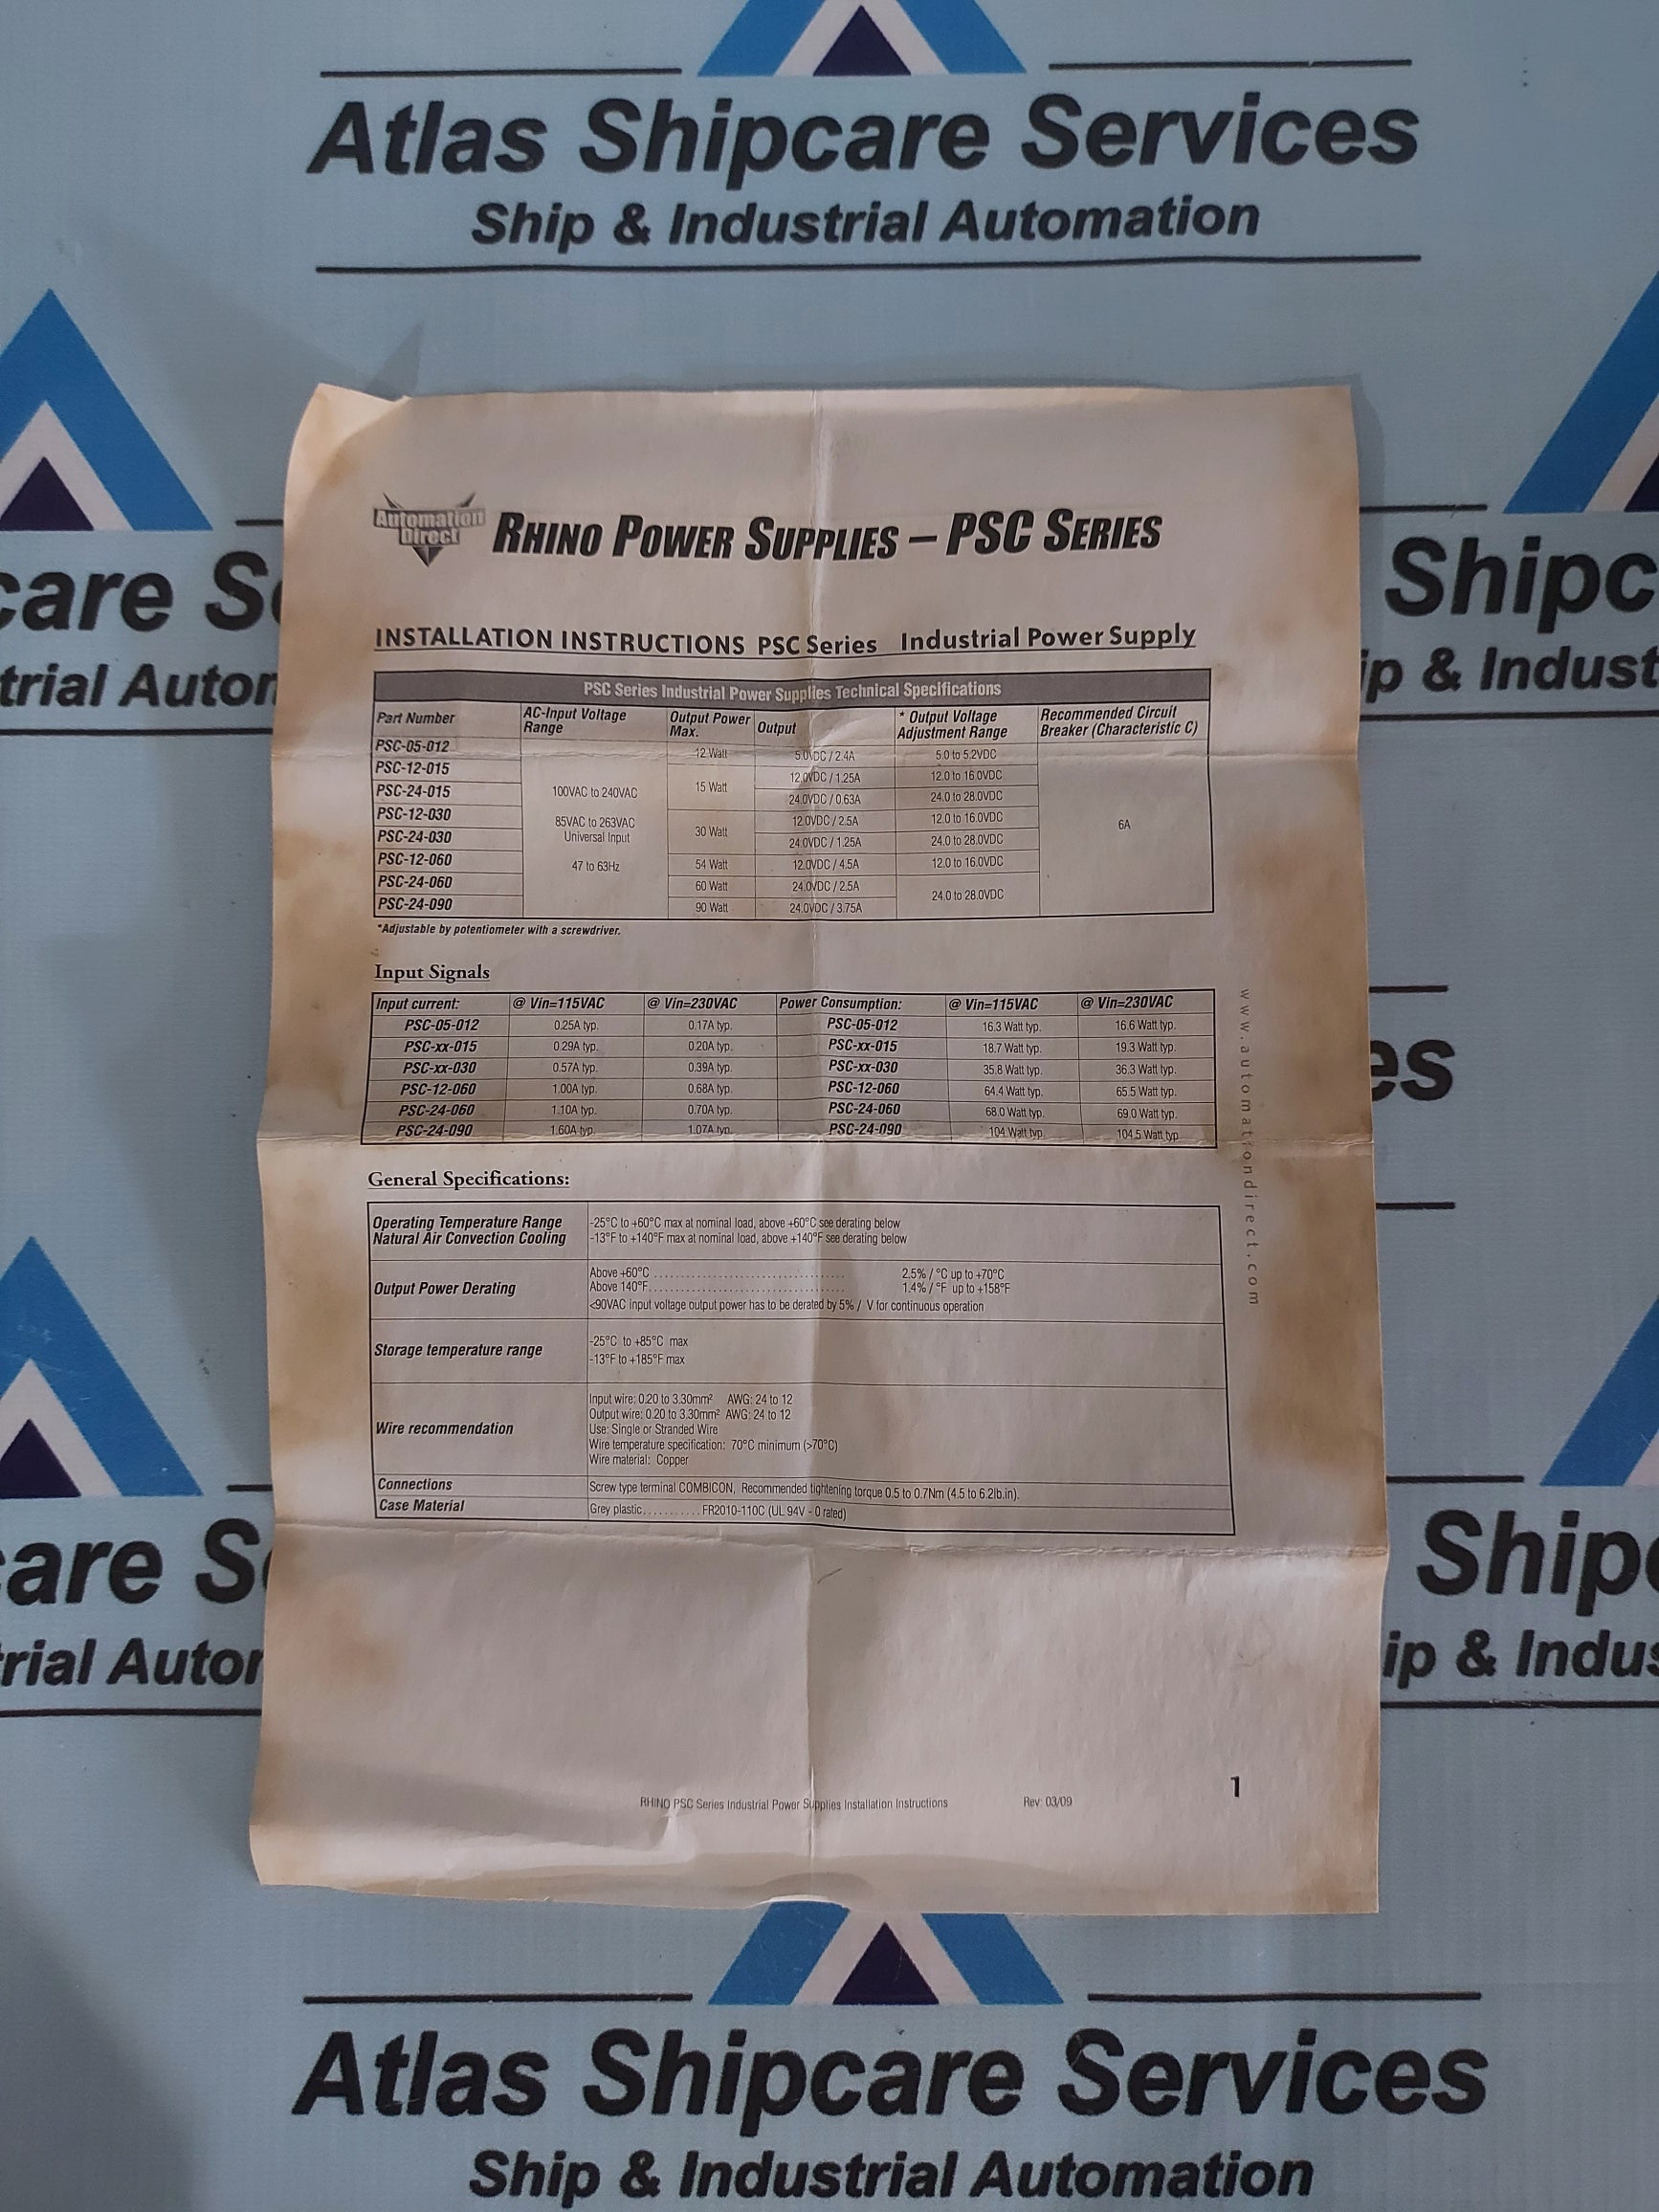 Atlas Shipcare Services
Ship & Industrial Automation
care S
trial Autom
Shipc
ip & Indust
es
Automation
Direct
RHINO POWER SUPPLIES – PSC SERIES
INSTALLATION INSTRUCTIONS PSC Series Industrial Power Supply
PSC Series Industrial Power Supplies Technical Specifications
Part Number AC-Input Voltage Range Output Power Max. Output * Output Voltage Adjustment Range Recommended Circuit Breaker (Characteristic C)
PSC-05-012 12 Watt 5.0VDC / 2.4A 5.0 to 5.2VDC
PSC-12-015 15 Watt 12.0VDC / 1.25A 12.0 to 16.0VDC
PSC-24-015 100VAC to 240VAC 24.0VDC / 0.63A 24.0 to 28.0VDC
PSC-12-030 85VAC to 263VAC 30 Watt 12.0VDC / 2.5A 12.0 to 16.0VDC 6A
PSC-24-030 Universal Input 24.0VDC / 1.25A 24.0 to 28.0VDC
PSC-12-060 47 to 63Hz 54 Watt 12.0VDC / 4.5A 12.0 to 16.0VDC
PSC-24-060 60 Watt 24.0VDC / 2.5A 24.0 to 28.0VDC
PSC-24-090 90 Watt 24.0VDC / 3.75A
*Adjustable by potentiometer with a screwdriver.
Input Signals
Input current: @ Vin=115VAC @ Vin=230VAC Power Consumption: @ Vin=115VAC @ Vin=230VAC
PSC-05-012 0.25A typ. 0.17A typ. PSC-05-012 16.3 Watt typ. 16.6 Watt typ.
PSC-xx-015 0.29A typ. 0.20A typ. PSC-xx-015 18.7 Watt typ. 19.3 Watt typ.
PSC-xx-030 0.57A typ. 0.39A typ. PSC-xx-030 35.8 Watt typ. 36.3 Watt typ.
PSC-12-060 1.00A typ. 0.68A typ. PSC-12-060 64.4 Watt typ. 65.5 Watt typ.
PSC-24-060 1.10A typ. 0.70A typ. PSC-24-060 68.0 Watt typ. 69.0 Watt typ.
PSC-24-090 1.60A typ. 1.07A typ. PSC-24-090 104 Watt typ. 104.5 Watt typ
www.automationdirect.com
General Specifications:
Operating Temperature Range -25°C to +60°C max at nominal load, above +60°C see derating below
Natural Air Convection Cooling -13°F to +140°F max at nominal load, above +140°F see derating below
Output Power Derating
Above +60°C .................................... 2.5% / °C up to +70°C
Above 140°F..................................... 1.4% / °F up to +158°F
<90VAC input voltage output power has to be derated by 5% / V for continuous operation
Storage temperature range
-25°C to +85°C max
-13°F to +185°F max
Wire recommendation
Input wire: 0.20 to 3.30mm² AWG: 24 to 12
Output wire: 0.20 to 3.30mm² AWG: 24 to 12
Use: Single or Stranded Wire
Wire temperature specification: 70°C minimum (>70°C)
Wire material: Copper
Connections Screw type terminal COMBICON, Recommended tightening torque 0.5 to 0.7Nm (4.5 to 6.2lb.in).
Case Material Grey plastic........... FR2010-110C (UL 94V - 0 rated)
care S
rial Autor
Shipc
ip & Indus
1
RHINO PSC Series Industrial Power Supplies Installation Instructions Rev: 03/09
Atlas Shipcare Services
Ship & Industrial Automation